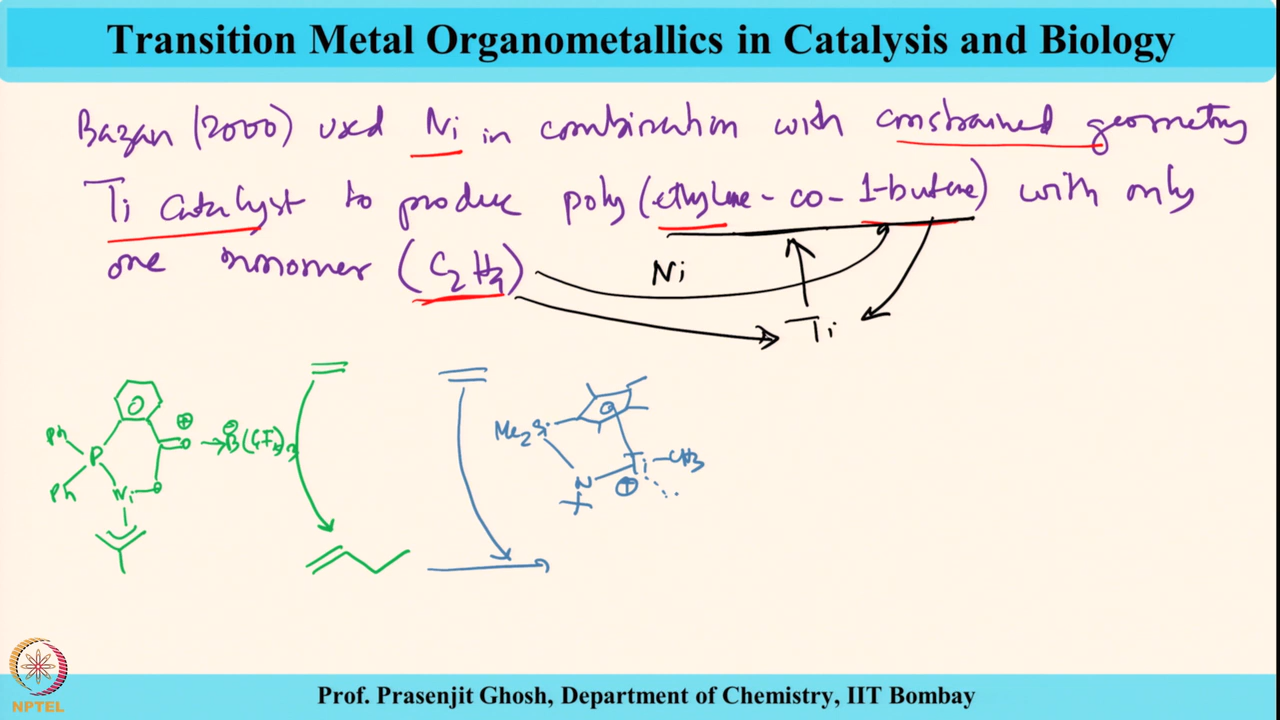 Transition Metal Organometallics in Catalysis and Biology
Bazan (2000) used Ni in combination with constrained geometry
Ti catalyst to produce poly (ethylene-co-1-butene) with only
one monomer (C2H4)
Ni
Ti
Ph
P
Ph
Ni
O
⊕
O
⊖
B(C6F5)3
Me2Si
N
Ti
⊕
CH3
NPTEL
Prof. Prasenjit Ghosh, Department of Chemistry, IIT Bombay